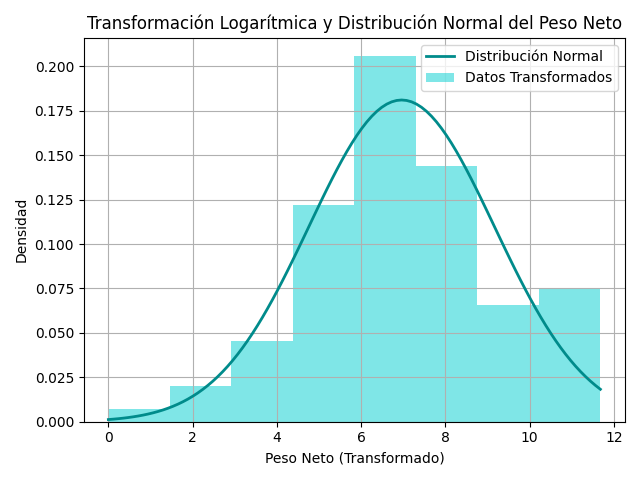 Transformación Logarítmica y Distribución Normal del Peso Neto
Distribución Normal
Datos Transformados
0.200
0.175
0.150
0.125
0.100
0.075
0.050
0.025
0.000
Densidad
0 2 4 6 8 10 12
Peso Neto (Transformado)